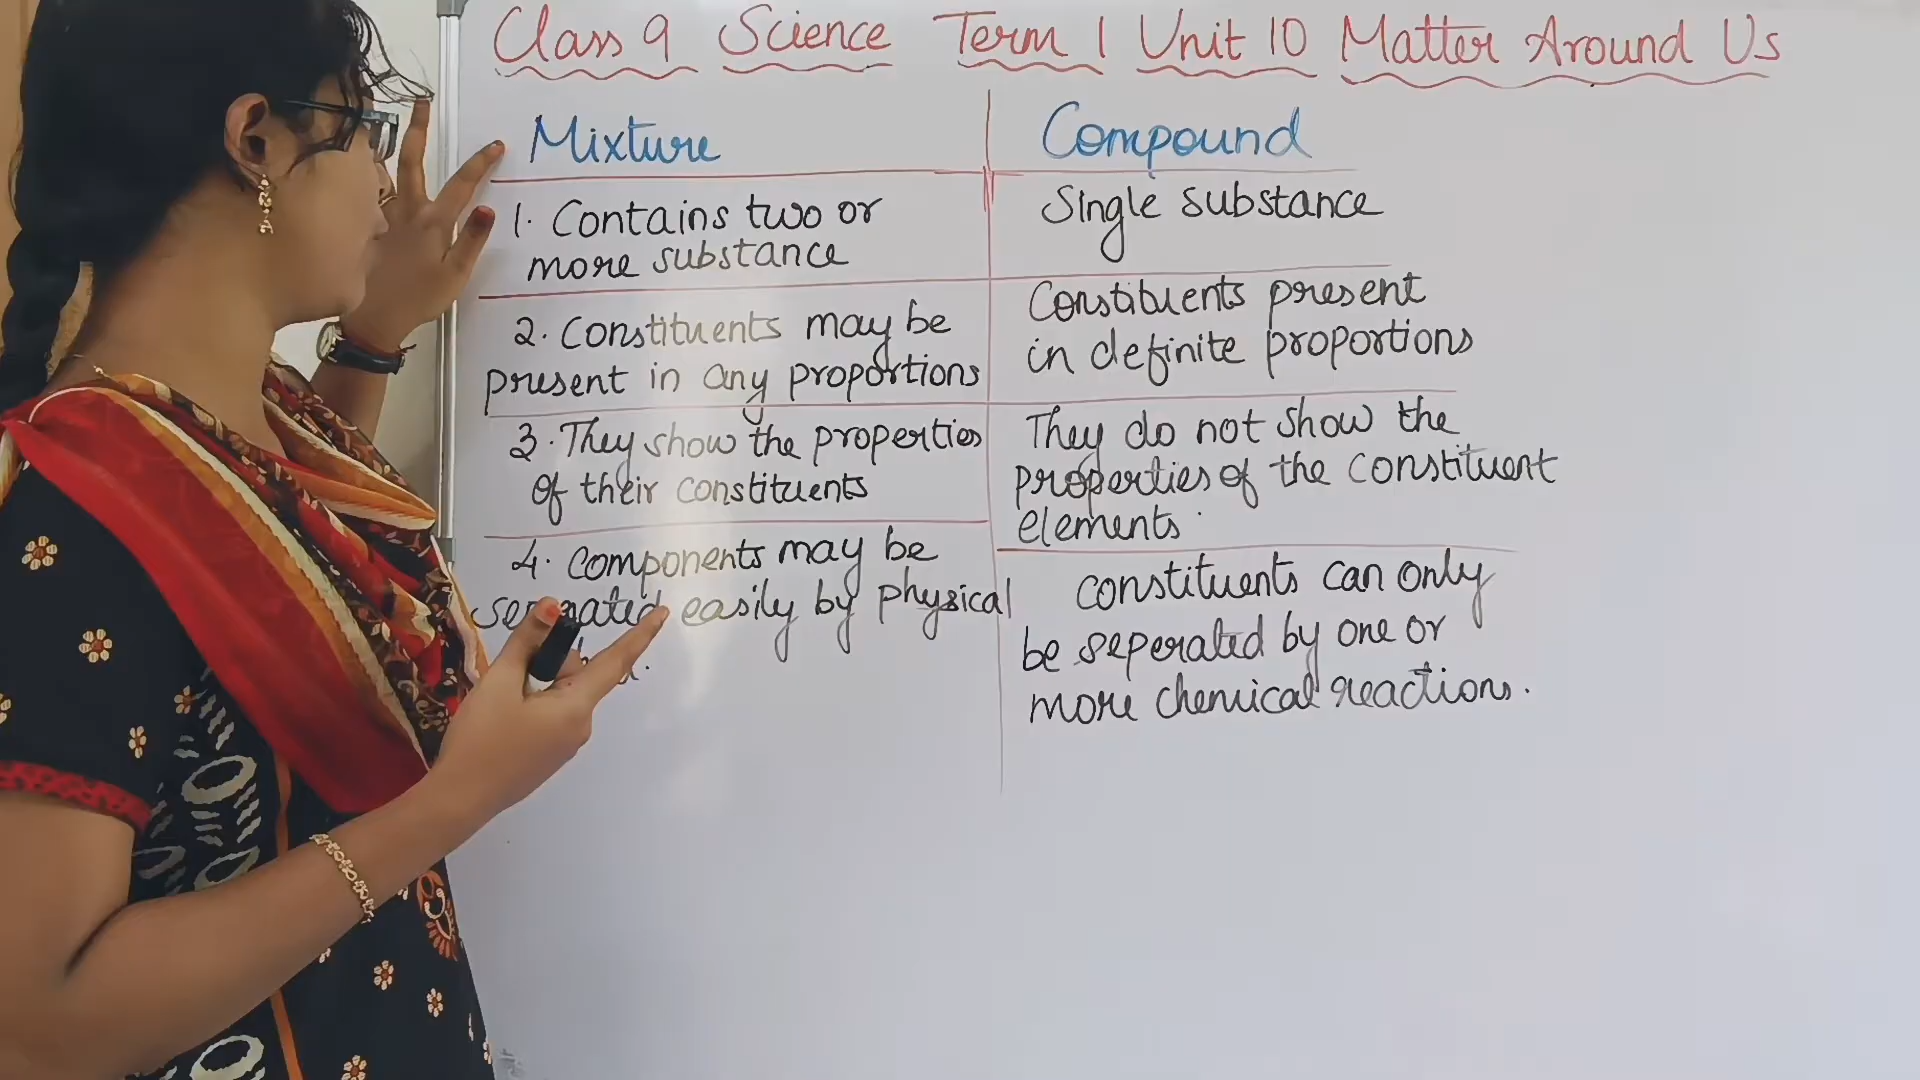 Class 9 Science Term 1 Unit 10 Matter Around Us
Mixture
Compound
1. Contains two or
more substance
Single substance
2. Constituents may be
present in any proportions
Constituents present
in definite proportions
3. They show the properties
of their constituents
They do not show the
properties of the constituent
elements.
4. Components may be
easily by physical
constituents can only
be seperated by one or
more chemical reactions.